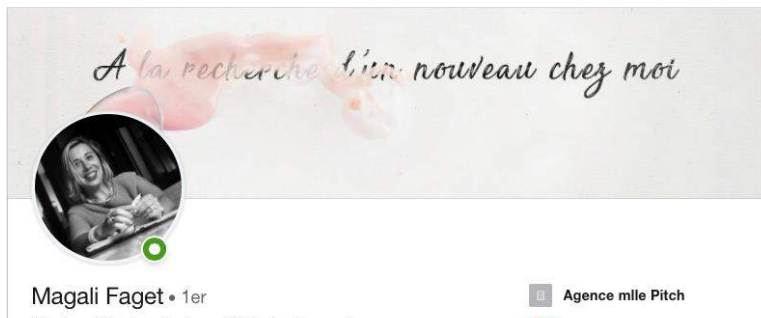 A la recherche d'un nouveau chez moi
Magali Faget • 1er
Agence mlle Pitch